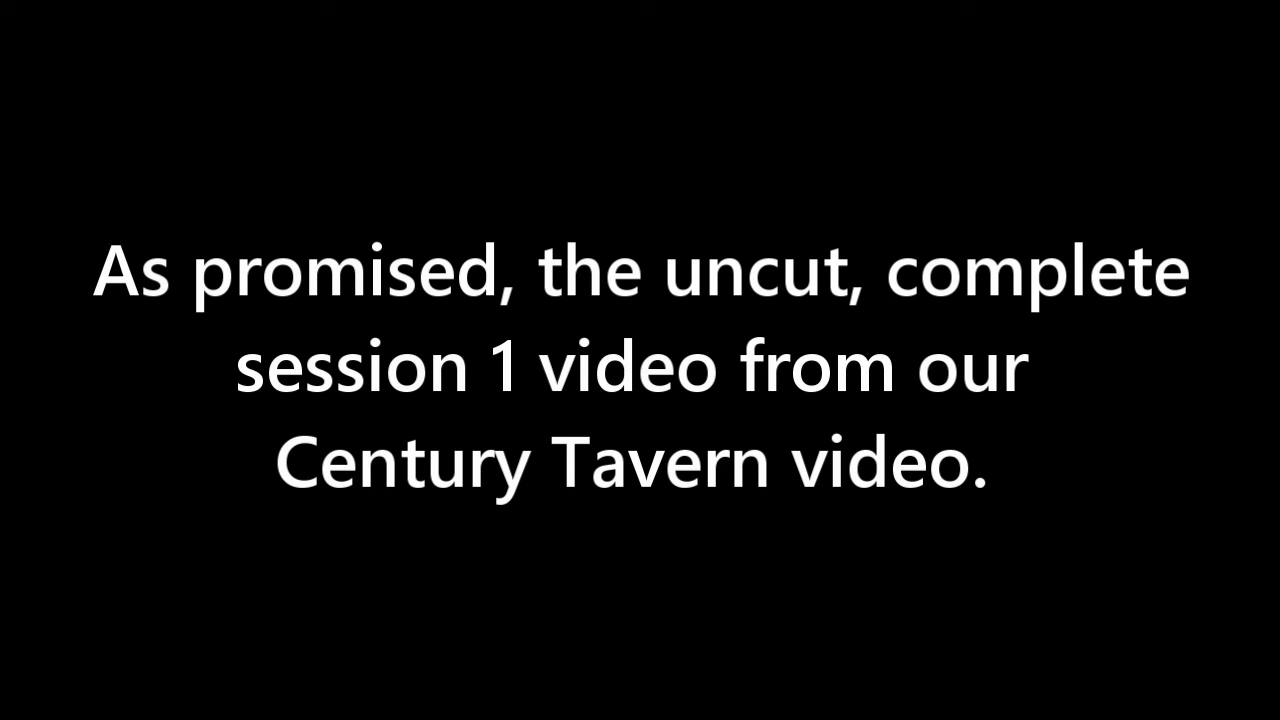 As promised, the uncut, complete
session 1 video from our
Century Tavern video.